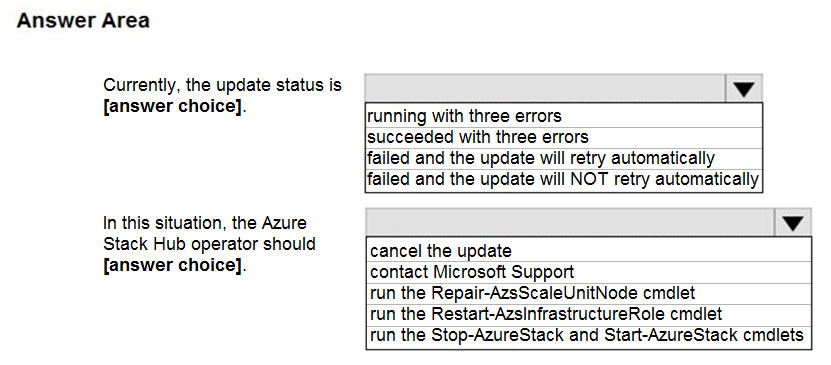 Answer Area
Currently, the update status is
[answer choice].
running with three errors
succeeded with three errors
failed and the update will retry automatically
failed and the update will NOT retry automatically
In this situation, the Azure
Stack Hub operator should
[answer choice].
cancel the update
contact Microsoft Support
run the Repair-AzsScaleUnitNode cmdlet
run the Restart-AzsInfrastructureRole cmdlet
run the Stop-AzureStack and Start-AzureStack cmdlets